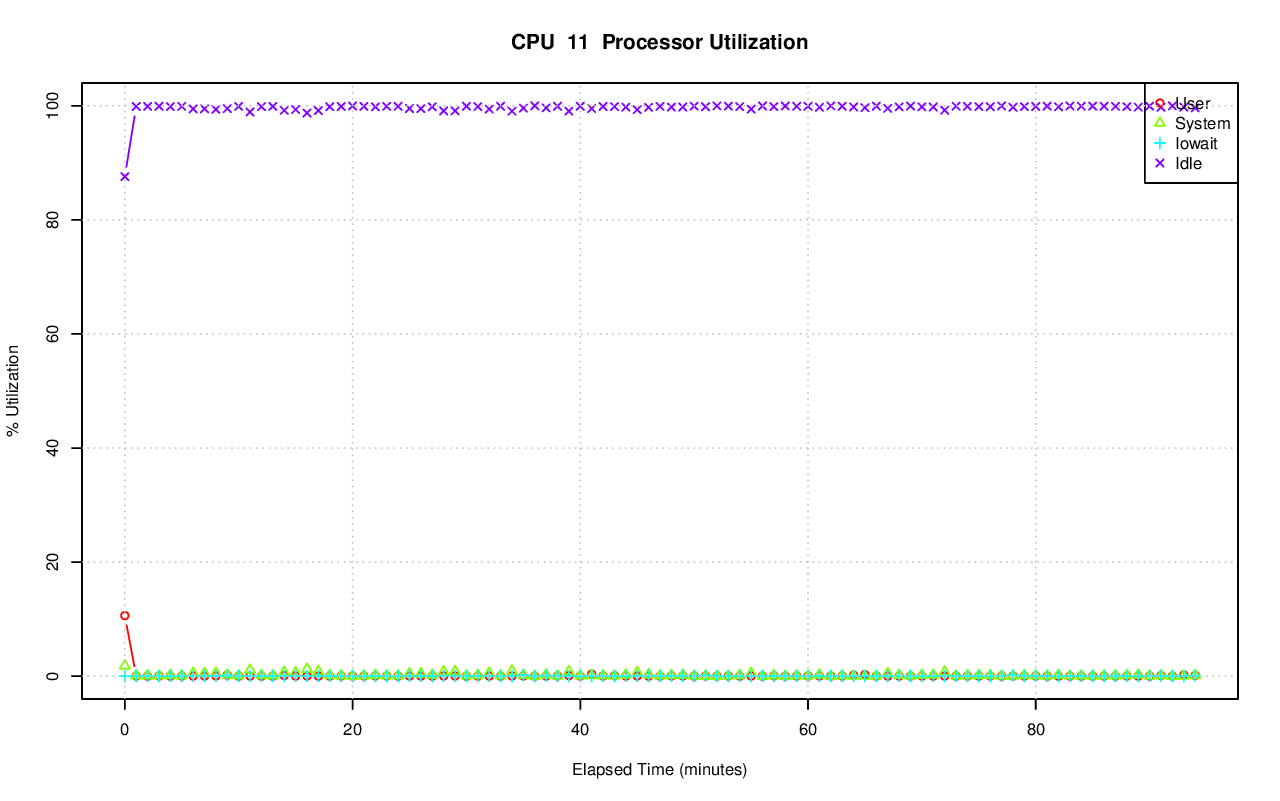 CPU  11  Processor Utilization
% Utilization
100
80
60
40
20
0
User
System
Iowait
Idle
0 20 40 60 80
Elapsed Time (minutes)